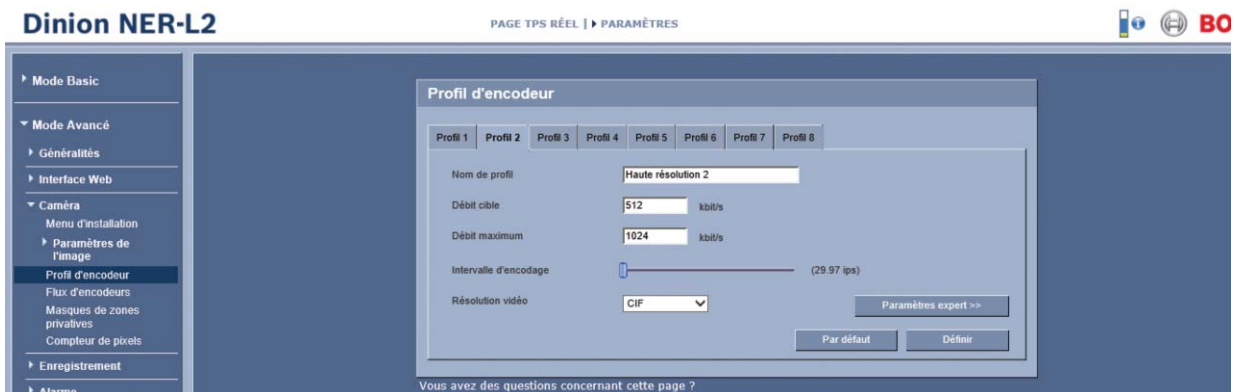 Dinion NER-L2
PAGE TPS RÉEL | PARAMÈTRES
BO
Mode Basic
Mode Avancé
Généralités
Interface Web
Caméra
Menu d'installation
Paramètres de
l'image
Profil d'encodeur
Flux d'encodeurs
Masques de zones
privatives
Compteur de pixels
Enregistrement
Alarme
Profil d'encodeur
Profil 1 Profil 2 Profil 3 Profil 4 Profil 5 Profil 6 Profil 7 Profil 8
Nom de profil Haute résolution 2
Débit cible 512 kbit/s
Débit maximum 1024 kbit/s
Intervalle d'encodage (29.97 ips)
Résolution vidéo CIF Paramètres expert >>
Par défaut Définir
Vous avez des questions concernant cette page ?